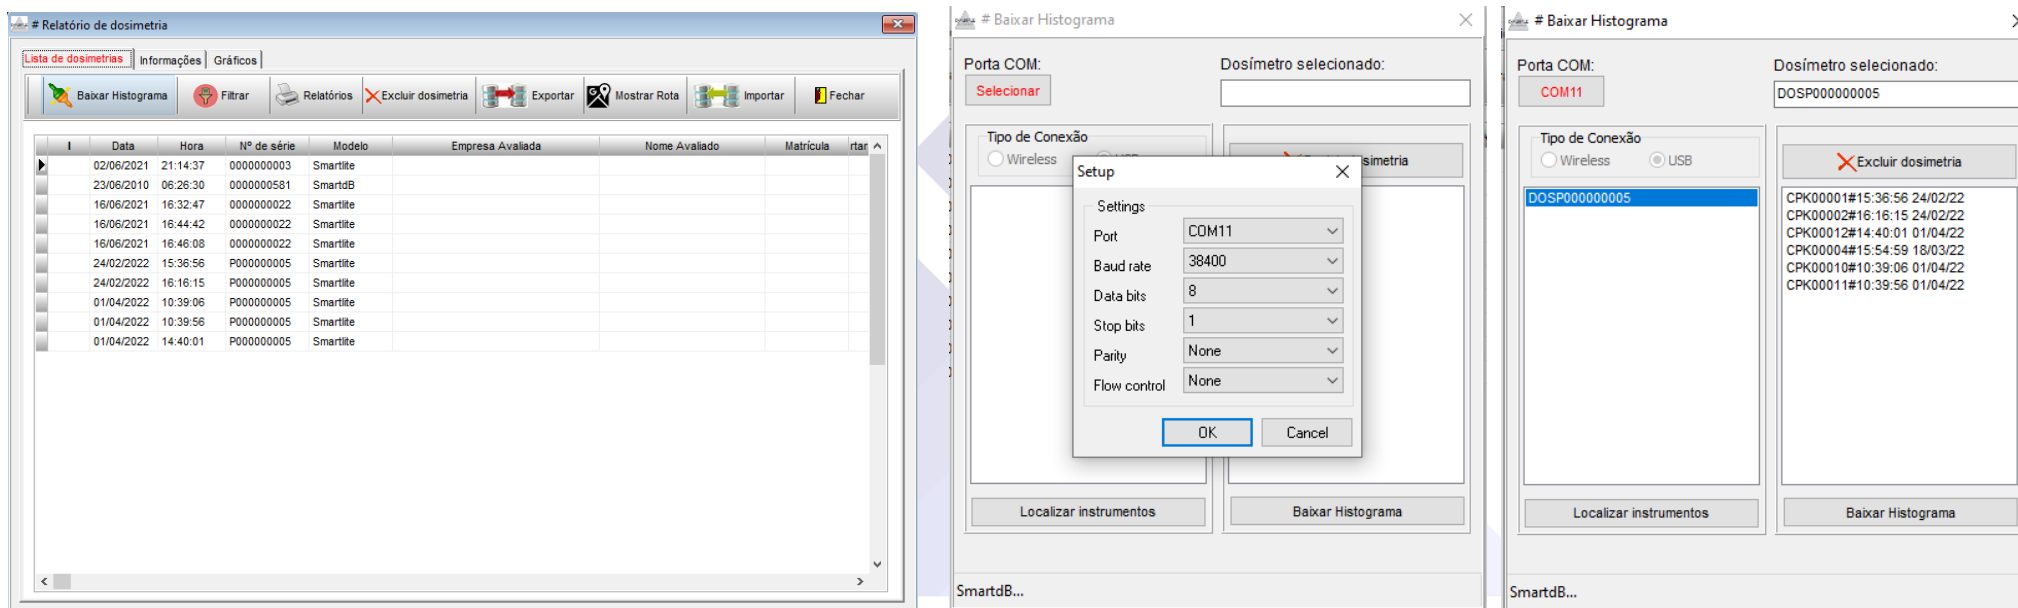 # Relatório de dosimetria
Lista de dosimetrias Informações Gráficos
Baixar Histograma Filtrar Relatórios Excluir dosimetria Exportar Mostrar Rota Importar Fechar
I Data Hora Nº de série Modelo Empresa Avaliada Nome Avaliado Matrícula rtar
02/06/2021 21:14:37 0000000003 Smartlite
23/06/2010 06:26:30 0000000581 SmartdB
16/06/2021 16:32:47 0000000022 Smartlite
16/06/2021 16:44:42 0000000022 Smartlite
16/06/2021 16:46:08 0000000022 Smartlite
24/02/2022 15:36:56 P000000005 Smartlite
24/02/2022 16:16:15 P000000005 Smartlite
01/04/2022 10:39:06 P000000005 Smartlite
01/04/2022 10:39:56 P000000005 Smartlite
01/04/2022 14:40:01 P000000005 Smartlite
# Baixar Histograma
Porta COM: Dosímetro selecionado:
Selecionar
Tipo de Conexão
Wireless
simetria
Setup
Settings
Port COM11
Baud rate 38400
Data bits 8
Stop bits 1
Parity None
Flow control None
OK Cancel
Localizar instrumentos Baixar Histograma
SmartdB...
# Baixar Histograma
Porta COM: Dosímetro selecionado:
COM11 DOSP000000005
Tipo de Conexão
Wireless USB
Excluir dosimetria
DOSP000000005
CPK00001#15:36:56 24/02/22
CPK00002#16:16:15 24/02/22
CPK00012#14:40:01 01/04/22
CPK00004#15:54:59 18/03/22
CPK00010#10:39:06 01/04/22
CPK00011#10:39:56 01/04/22
Localizar instrumentos Baixar Histograma
SmartdB...